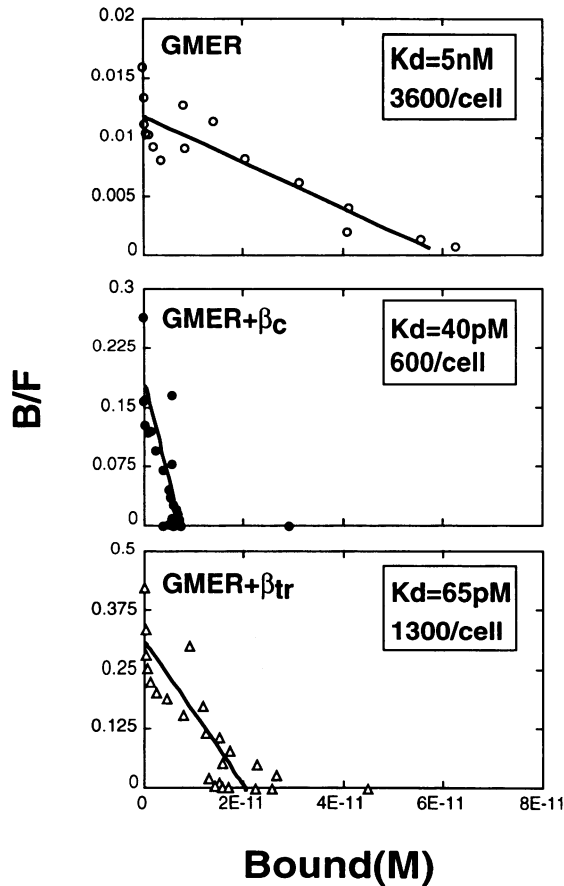 0.02
GMER
Kd=5nM
3600/cell
0.015
0.01
0.005
0
0.3
GMER+βc
Kd=40pM
600/cell
0.225
0.15
0.075
0
B/F
0.5
GMER+βtr
Kd=65pM
1300/cell
0.375
0.25
0.125
0
0 2E-11 4E-11 6E-11 8E-11
Bound(M)